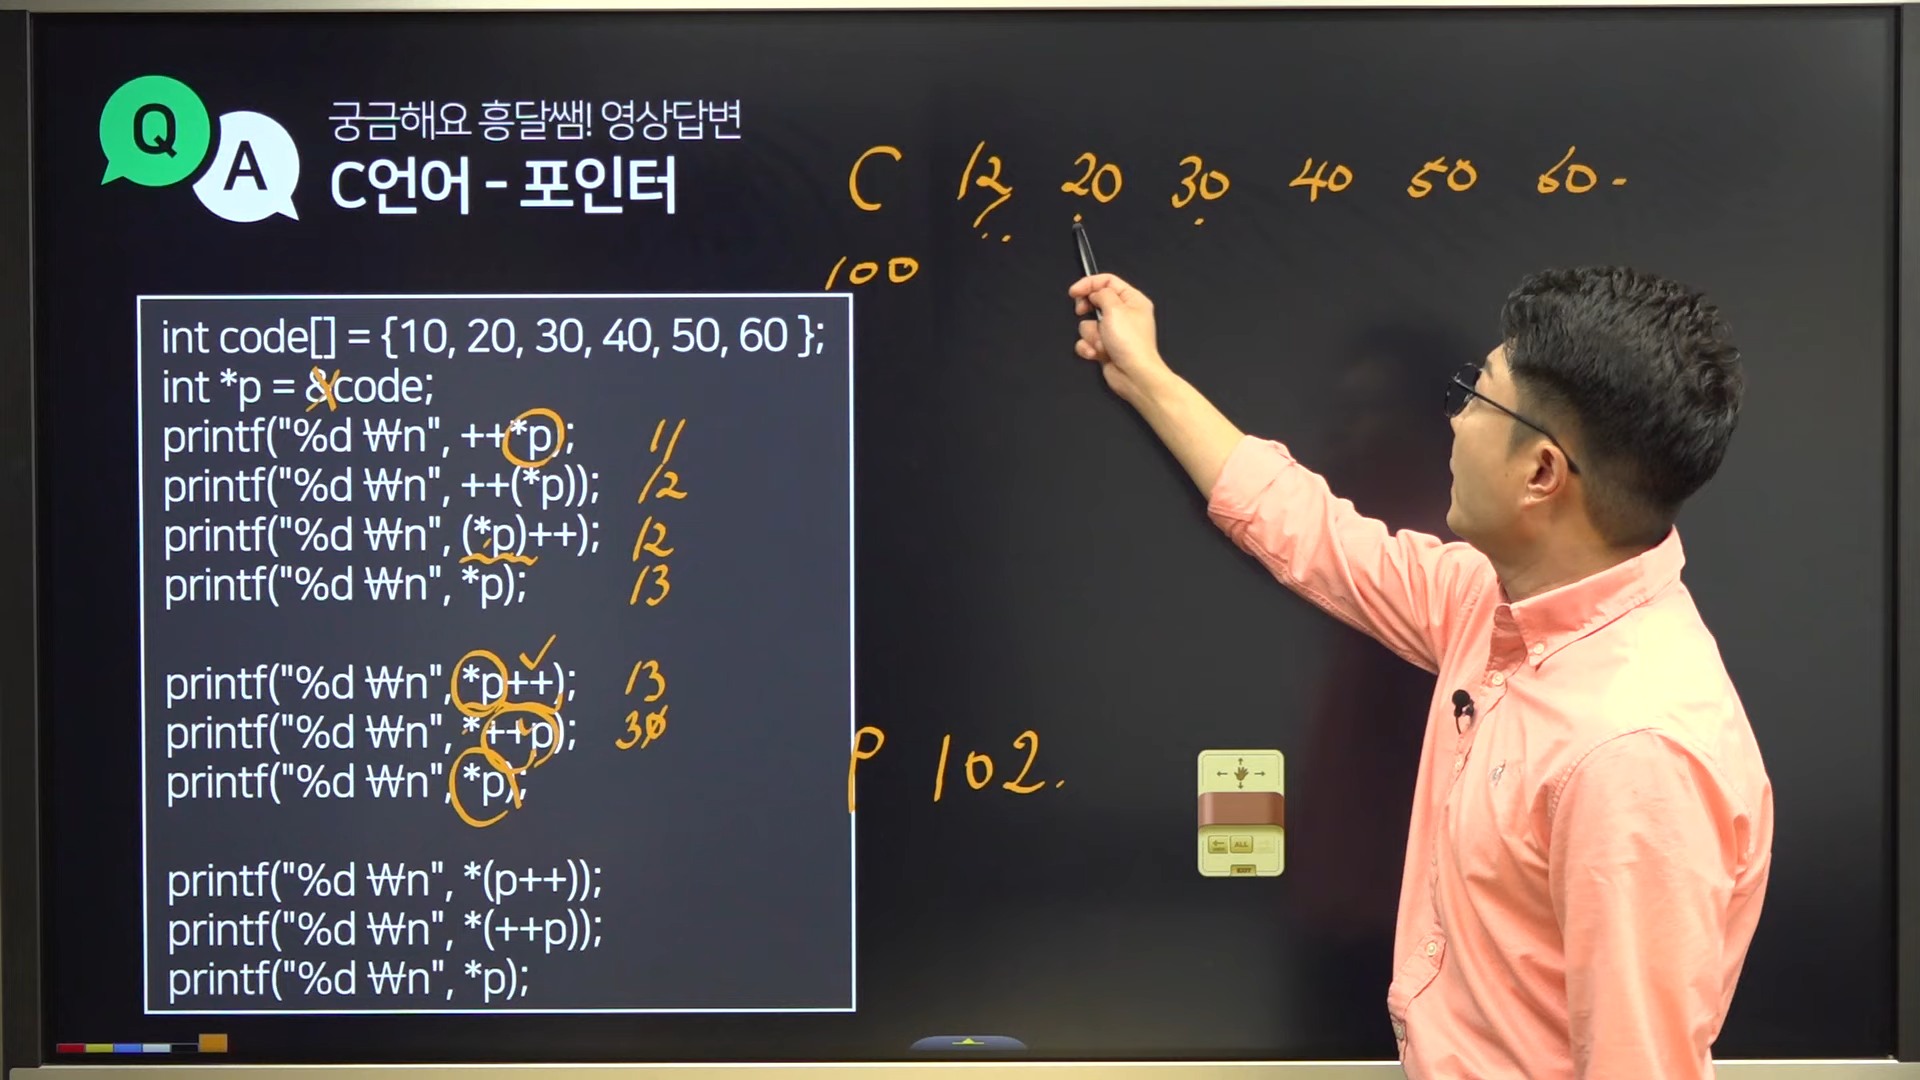 Q A
궁금해요 흥달쌤! 영상답변
C언어 - 포인터
C 12 20 30 40 50 60
100
int code[] = {10, 20, 30, 40, 50, 60 };
int *p = &code;
printf("%d ₩n", ++*p); 11
printf("%d ₩n", ++(*p)); 12
printf("%d ₩n", (*p)++); 12
printf("%d ₩n", *p); 13
printf("%d ₩n", *p++); 13
printf("%d ₩n", *++p); 30
printf("%d ₩n", *p);
P 102.
printf("%d ₩n", *(p++));
printf("%d ₩n", *(++p));
printf("%d ₩n", *p);
ALL